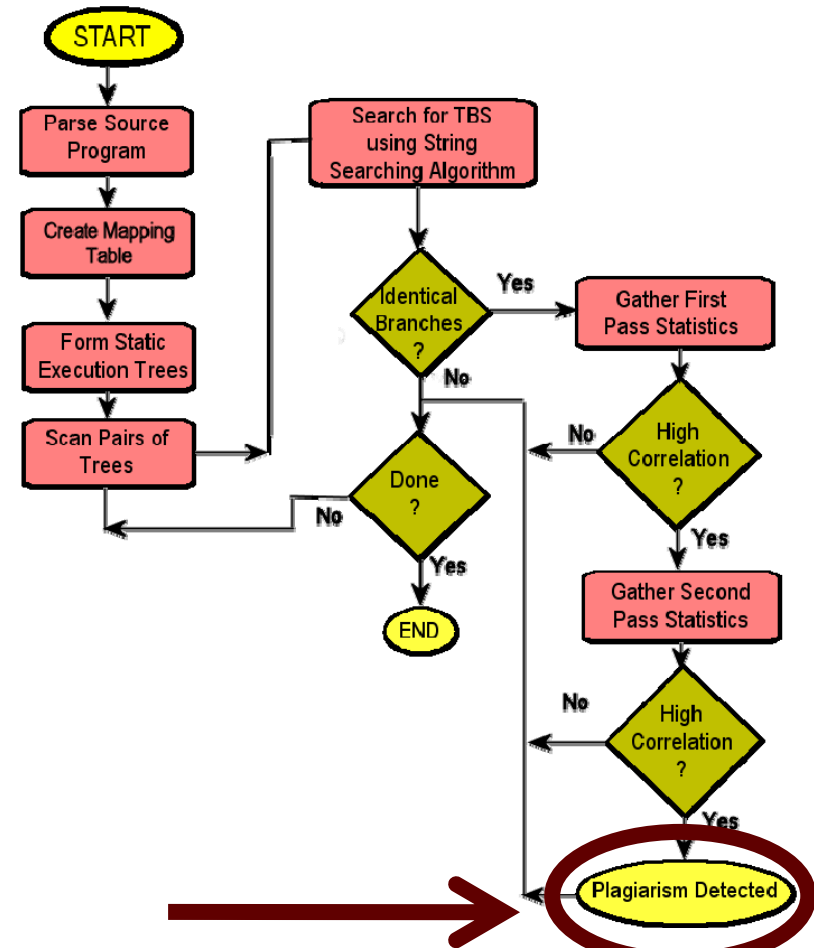 START
Parse Source
Program
Create Mapping
Table
Form Static
Execution Trees
Scan Pairs of
Trees
Search for TBS
using String
Searching Algorithm
Identical
Branches
?
Yes
No
Done
?
No
Yes
END
Gather First
Pass Statistics
High
Correlation
?
No
Yes
Gather Second
Pass Statistics
High
Correlation
?
No
Yes
Plagiarism Detected